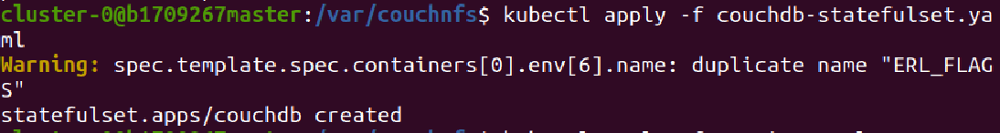 cluster-0@b1709267master:/var/couchnfs$ kubectl apply -f couchdb-statefulset.ya
ml
Warning: spec.template.spec.containers[0].env[6].name: duplicate name "ERL_FLAG
S"
statefulset.apps/couchdb created